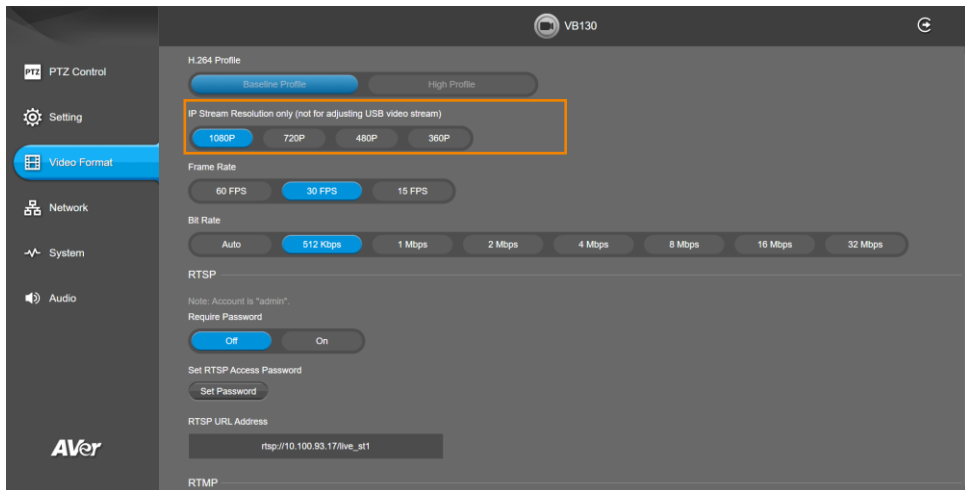 VB130
PTZ PTZ Control
Setting
Video Format
Network
System
Audio
AVer
H.264 Profile
Baseline Profile High Profile
IP Stream Resolution only (not for adjusting USB video stream)
1080P 720P 480P 360P
Frame Rate
60 FPS 30 FPS 15 FPS
Bit Rate
Auto 512 Kbps 1 Mbps 2 Mbps 4 Mbps 8 Mbps 16 Mbps 32 Mbps
RTSP
Note: Account is "admin".
Require Password
Off On
Set RTSP Access Password
Set Password
RTSP URL Address
rtsp://10.100.93.17/live_st1
RTMP